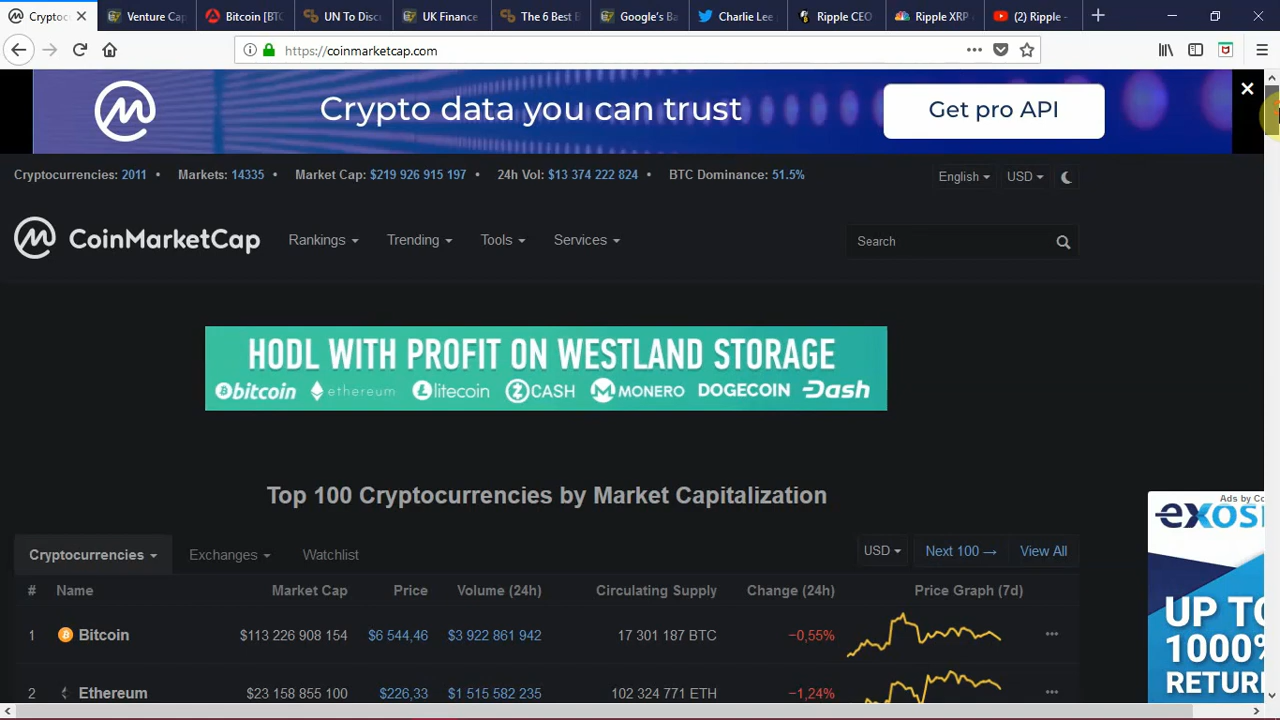 Cryptoc
Venture Cap
Bitcoin [BTC
UN To Disc
UK Finance
The 6 Best B
Google's Ba
Charlie Lee
Ripple CEO
Ripple XRP
(2) Ripple -
https://coinmarketcap.com
Crypto data you can trust
Get pro API
Cryptocurrencies: 2011 • Markets: 14335 • Market Cap: $219 926 915 197 • 24h Vol: $13 374 222 824 • BTC Dominance: 51.5%
English
USD
CoinMarketCap
Rankings
Trending
Tools
Services
Search
HODL WITH PROFIT ON WESTLAND STORAGE
bitcoin ethereum litecoin ZCASH MONERO DOGECOIN Dash
Top 100 Cryptocurrencies by Market Capitalization
Ads by Co
exos
Cryptocurrencies
Exchanges
Watchlist
USD
Next 100 →
View All
# Name Market Cap Price Volume (24h) Circulating Supply Change (24h) Price Graph (7d)
1 Bitcoin $113 226 908 154 $6 544,46 $3 922 861 942 17 301 187 BTC −0,55%
2 Ethereum $23 158 855 100 $226,33 $1 515 582 235 102 324 771 ETH −1,24%
UP TO
1000%
RETUR